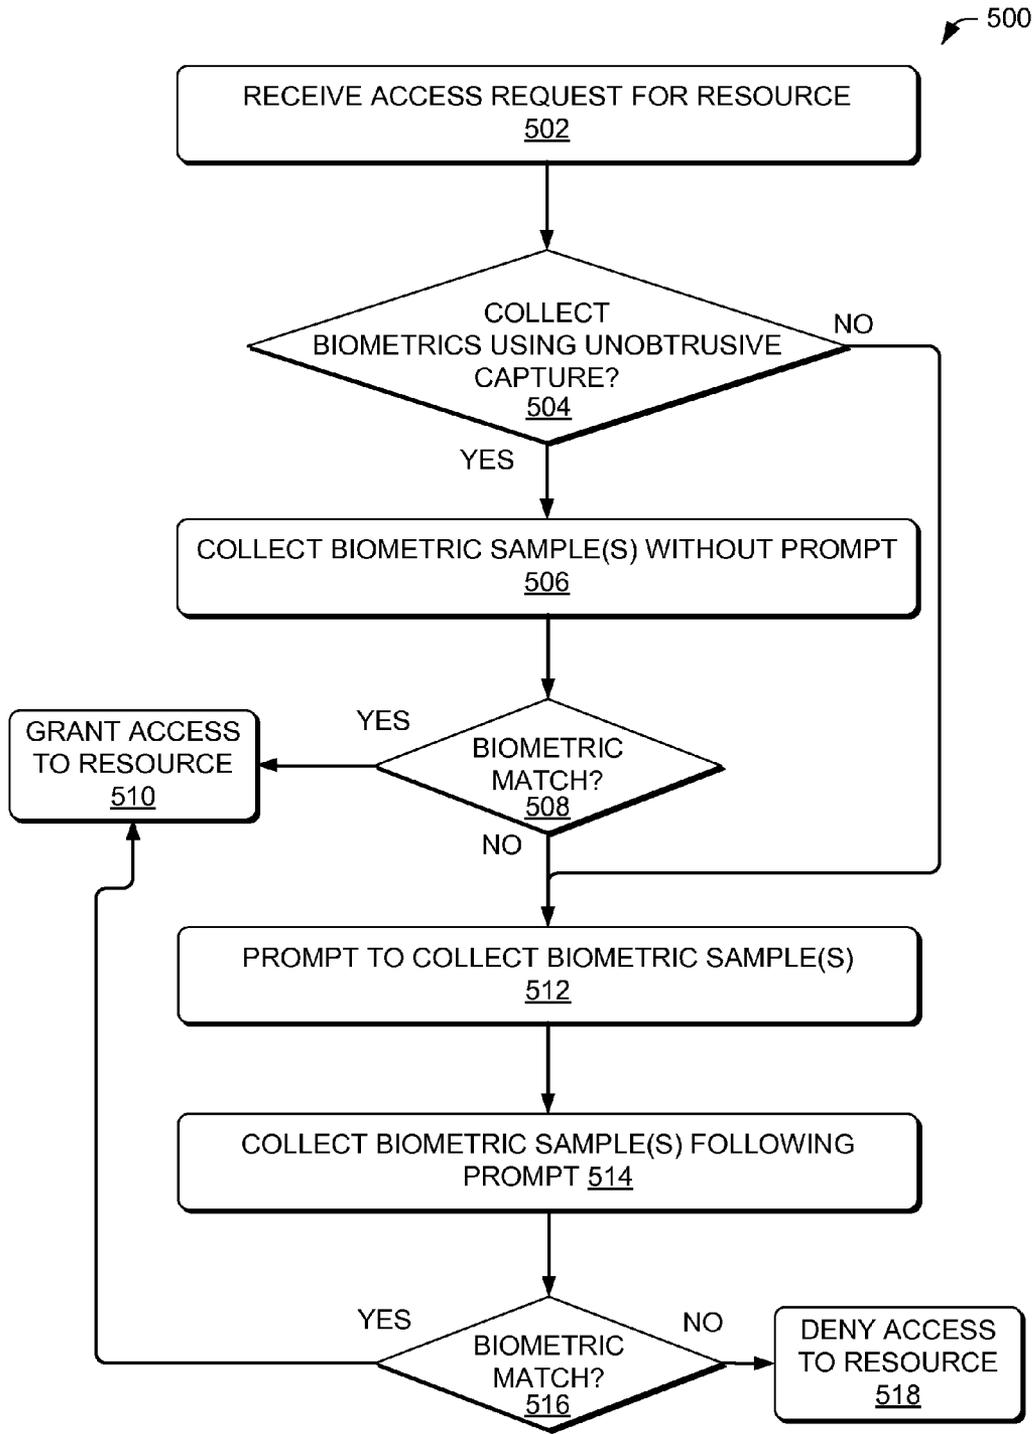 500
RECEIVE ACCESS REQUEST FOR RESOURCE
502
COLLECT
BIOMETRICS USING UNOBTRUSIVE
CAPTURE?
504
NO
YES
COLLECT BIOMETRIC SAMPLE(S) WITHOUT PROMPT
506
YES
BIOMETRIC
MATCH?
508
GRANT ACCESS
TO RESOURCE
510
NO
PROMPT TO COLLECT BIOMETRIC SAMPLE(S)
512
COLLECT BIOMETRIC SAMPLE(S) FOLLOWING
PROMPT 514
YES
BIOMETRIC
MATCH?
516
NO
DENY ACCESS
TO RESOURCE
518